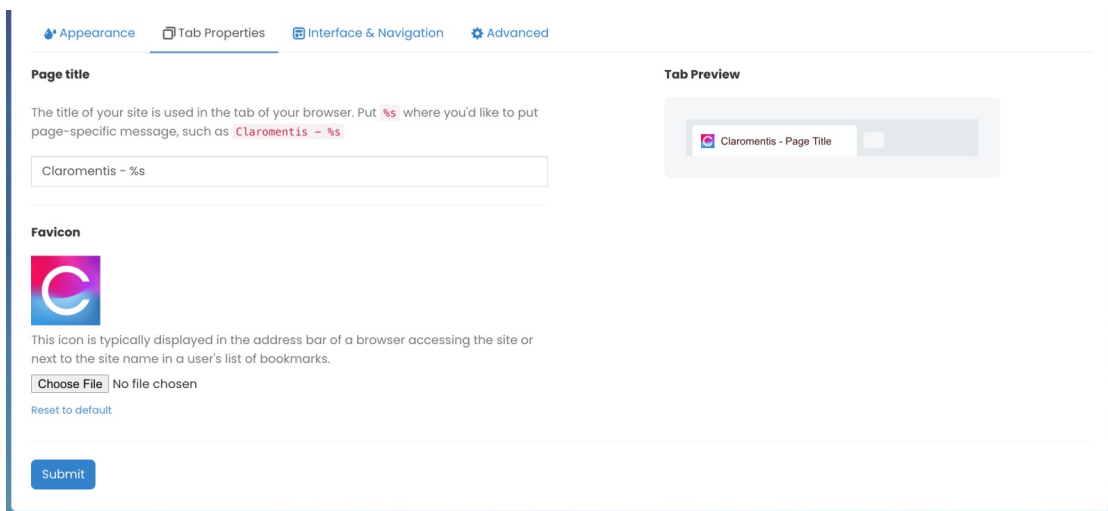 Appearance
Tab Properties
Interface & Navigation
Advanced
Page title
The title of your site is used in the tab of your browser. Put %s where you'd like to put
page-specific message, such as Claromentis - %s
Claromentis - %s
Favicon
This icon is typically displayed in the address bar of a browser accessing the site or
next to the site name in a user's list of bookmarks.
Choose File No file chosen
Reset to default
Submit
Tab Preview
Claromentis - Page Title